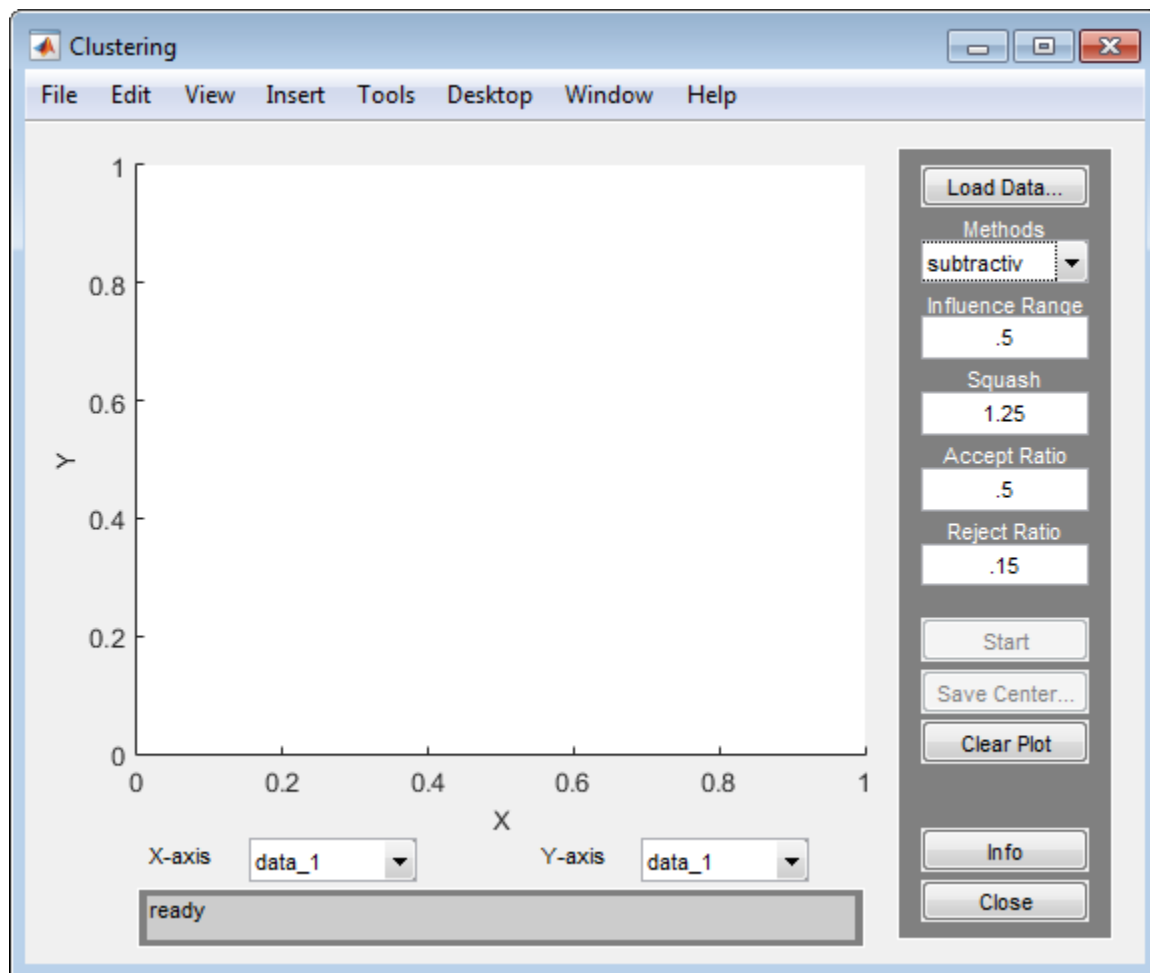 Clustering
File Edit View Insert Tools Desktop Window Help
1
0.8
0.6
0.4
0.2
0
Y
0 0.2 0.4 0.6 0.8 1
X
X-axis data_1 Y-axis data_1
ready
Load Data...
Methods
subtractiv
Influence Range
.5
Squash
1.25
Accept Ratio
.5
Reject Ratio
.15
Start
Save Center...
Clear Plot
Info
Close